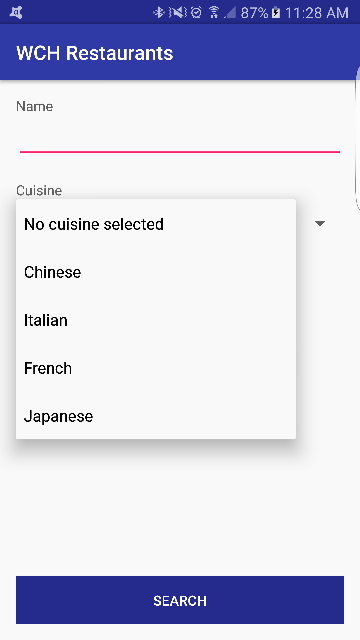 87% 11:28 AM
WCH Restaurants
Name
Cuisine
No cuisine selected
Chinese
Italian
French
Japanese
SEARCH